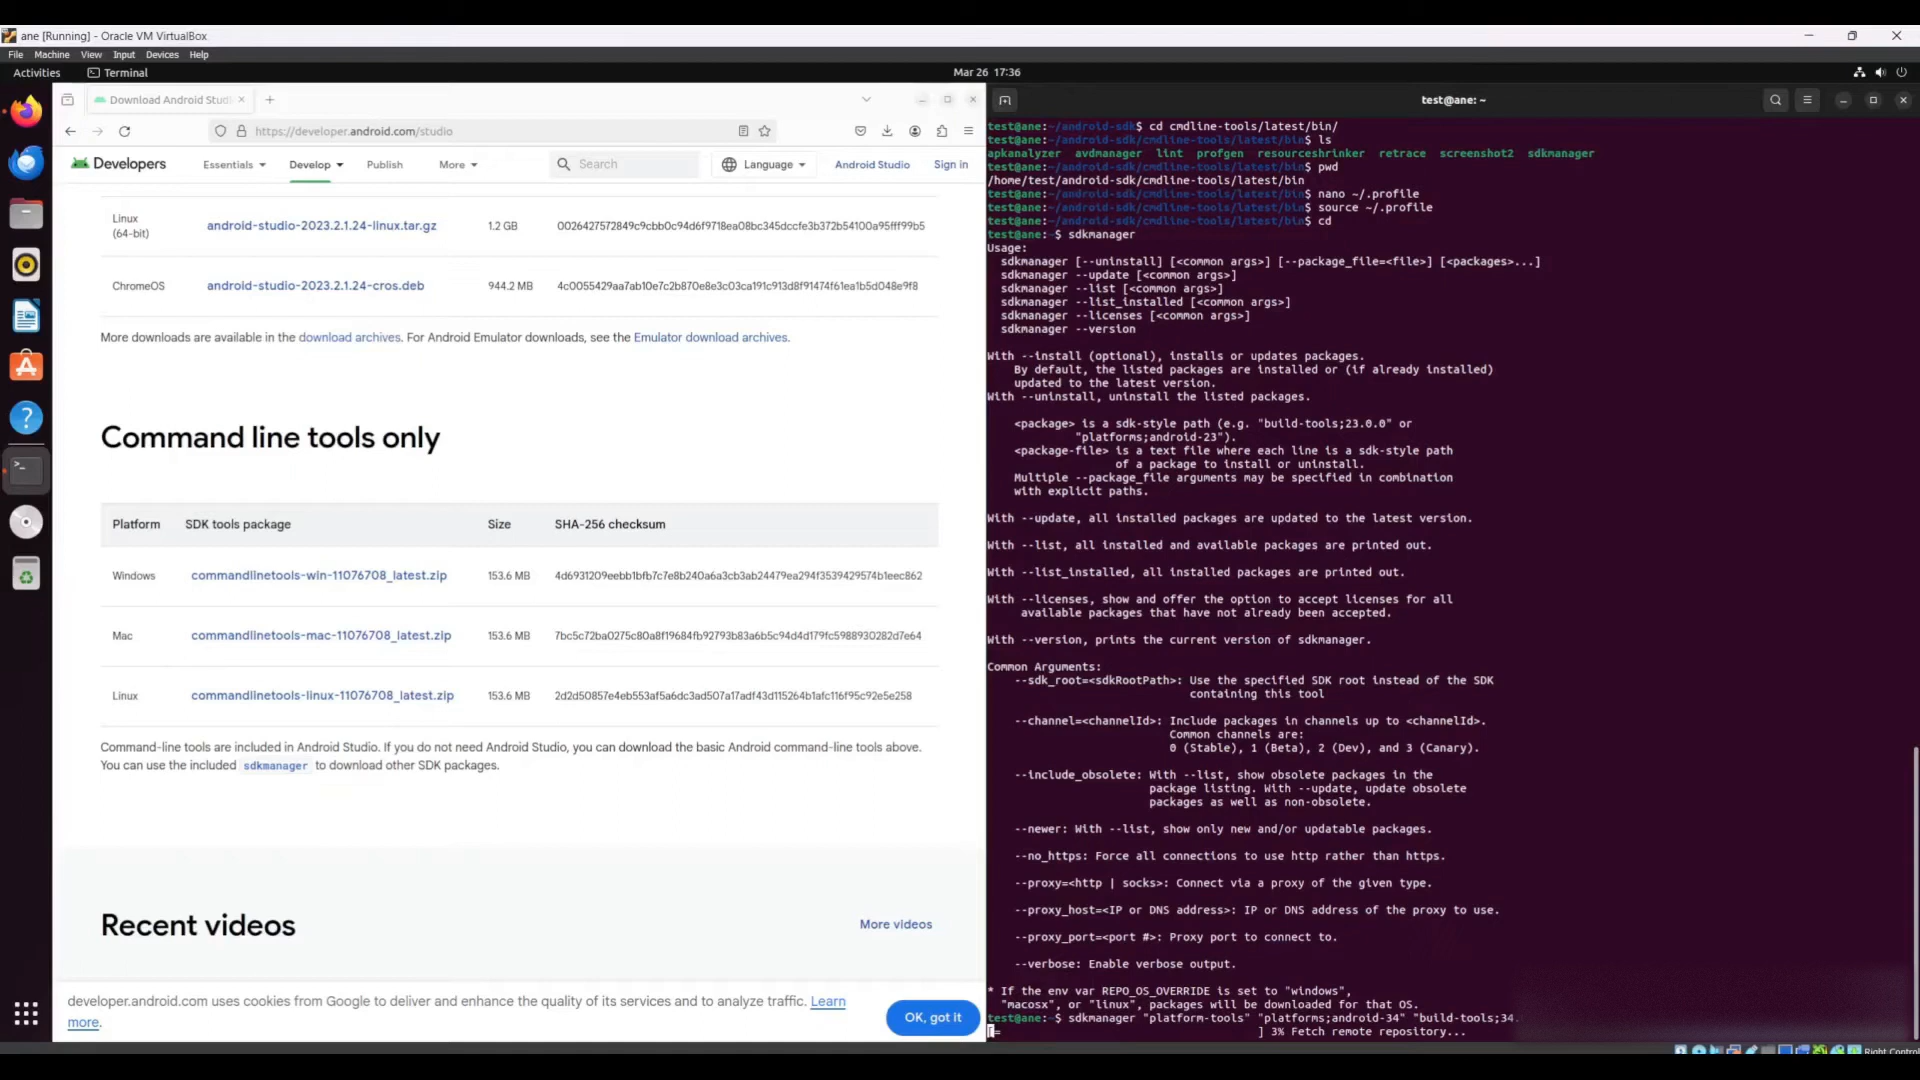 ane [Running] - Oracle VM VirtualBox
File Machine View Input Devices Help
Activities Terminal Mar 26 17:36
Download Android Studi
https://developer.android.com/studio
Developers Essentials Develop Publish More Search Language Android Studio Sign in
Linux
(64-bit)
android-studio-2023.2.1.24-linux.tar.gz 1.2 GB 0026427572849c9cbb0c94d6f9718ea08bc345dccfe3b372b54100a95fff99b5
ChromeOS android-studio-2023.2.1.24-cros.deb 944.2 MB 4c0055429aa7ab10e7c2b870e8e3c03ca191c913d8f91474f61ea1b5d048e9f8
More downloads are available in the download archives. For Android Emulator downloads, see the Emulator download archives.
Command line tools only
Platform SDK tools package Size SHA-256 checksum
Windows commandlinetools-win-11076708_latest.zip 153.6 MB 4d6931209eebb1bfb7c7e8b240a6a3cb3ab24479ea294f3539429574b1eec862
Mac commandlinetools-mac-11076708_latest.zip 153.6 MB 7bc5c72ba0275c80a8f19684fb92793b83a6b5c94d4d179fc5988930282d7e64
Linux commandlinetools-linux-11076708_latest.zip 153.6 MB 2d2d50857e4eb553af5a6dc3ad507a17adf43d115264b1afc116f95c92e5e258
Command-line tools are included in Android Studio. If you do not need Android Studio, you can download the basic Android command-line tools above.
You can use the included sdkmanager to download other SDK packages.
Recent videos More videos
developer.android.com uses cookies from Google to deliver and enhance the quality of its services and to analyze traffic. Learn
more.
OK, got it
test@ane: ~
test@ane:~/android-sdk$ cd cmdline-tools/latest/bin/
test@ane:~/android-sdk/cmdline-tools/latest/bin$ ls
apkanalyzer avdmanager lint profgen resourceshrinker retrace screenshot2 sdkmanager
test@ane:~/android-sdk/cmdline-tools/latest/bin$ pwd
/home/test/android-sdk/cmdline-tools/latest/bin
test@ane:~/android-sdk/cmdline-tools/latest/bin$ nano ~/.profile
test@ane:~/android-sdk/cmdline-tools/latest/bin$ source ~/.profile
test@ane:~/android-sdk/cmdline-tools/latest/bin$ cd
test@ane:~$ sdkmanager
Usage:
sdkmanager [--uninstall] [<common args>] [--package_file=<file>] [<packages>...]
sdkmanager --update [<common args>]
sdkmanager --list [<common args>]
sdkmanager --list_installed [<common args>]
sdkmanager --licenses [<common args>]
sdkmanager --version
With --install (optional), installs or updates packages.
By default, the listed packages are installed or (if already installed)
updated to the latest version.
With --uninstall, uninstall the listed packages.
<package> is a sdk-style path (e.g. "build-tools;23.0.0" or
"platforms;android-23").
<package-file> is a text file where each line is a sdk-style path
of a package to install or uninstall.
Multiple --package_file arguments may be specified in combination
with explicit paths.
With --update, all installed packages are updated to the latest version.
With --list, all installed and available packages are printed out.
With --list_installed, all installed packages are printed out.
With --licenses, show and offer the option to accept licenses for all
available packages that have not already been accepted.
With --version, prints the current version of sdkmanager.
Common Arguments:
--sdk_root=<sdkRootPath>: Use the specified SDK root instead of the SDK
containing this tool
--channel=<channelId>: Include packages in channels up to <channelId>.
Common channels are:
0 (Stable), 1 (Beta), 2 (Dev), and 3 (Canary).
--include_obsolete: With --list, show obsolete packages in the
package listing. With --update, update obsolete
packages as well as non-obsolete.
--newer: With --list, show only new and/or updatable packages.
--no_https: Force all connections to use http rather than https.
--proxy=<http | socks>: Connect via a proxy of the given type.
--proxy_host=<IP or DNS address>: IP or DNS address of the proxy to use.
--proxy_port=<port #>: Proxy port to connect to.
--verbose: Enable verbose output.
* If the env var REPO_OS_OVERRIDE is set to "windows",
"macosx", or "linux", packages will be downloaded for that OS.
test@ane:~$ sdkmanager "platform-tools" "platforms;android-34" "build-tools;34.
[= ] 3% Fetch remote repository...
Right Control